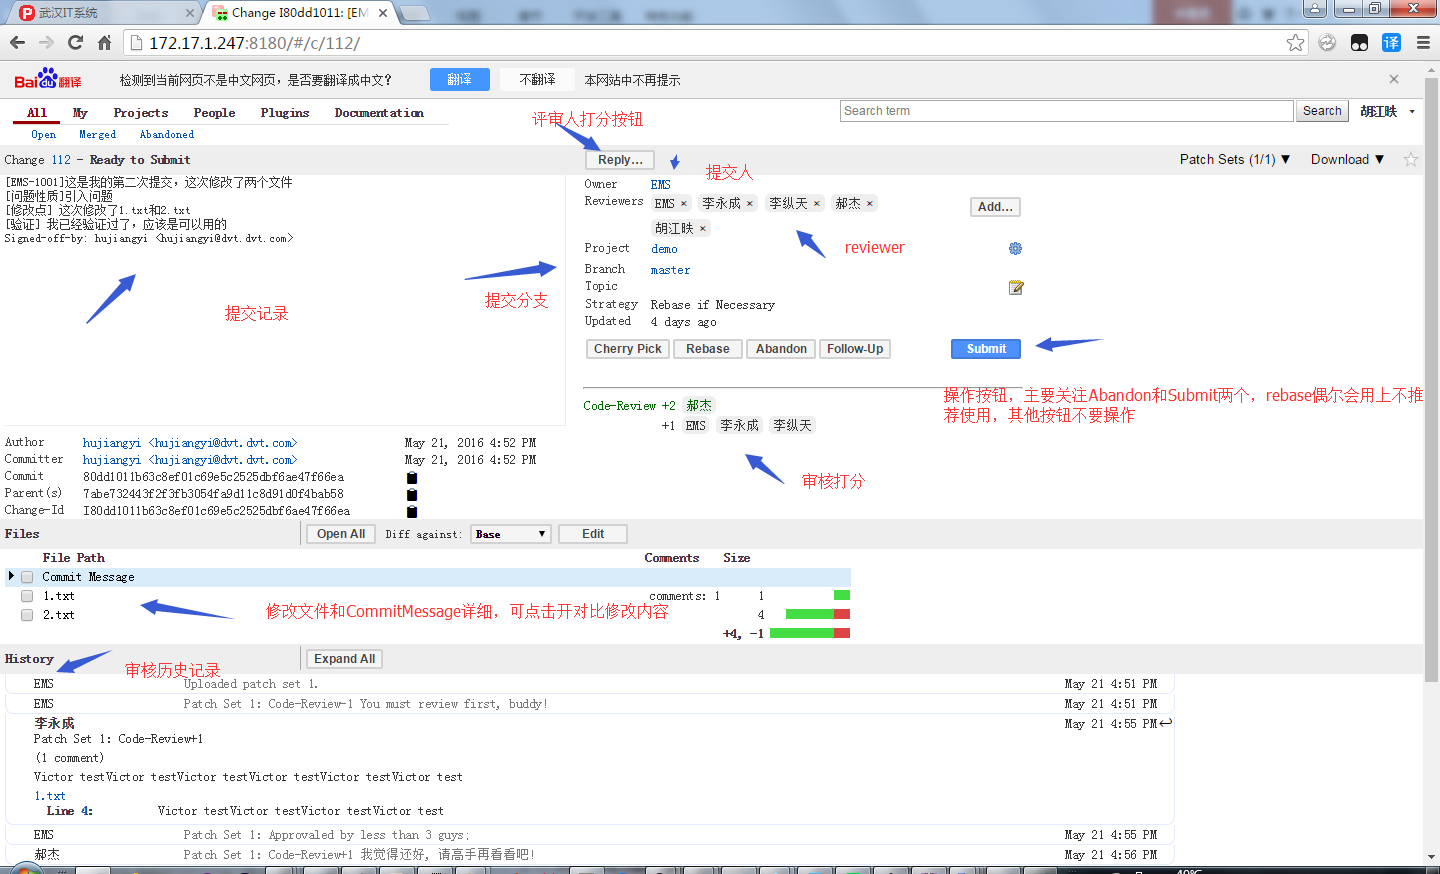 武汉IT系统
Change I80dd1011: [EM
172.17.1.247:8180/#/c/112/
译
Baidu翻译
检测到当前网页不是中文网页，是否要翻译成中文？
翻译
不翻译
本网站中不再提示
All My Projects People Plugins Documentation
Search term
Search
胡江昳
Open Merged Abandoned
评审人打分按钮
Change 112 - Ready to Submit
Reply...
提交人
Patch Sets (1/1) ▼
Download ▼
[EMS-1001]这是我的第二次提交，这次修改了两个文件
[问题性质]引入问题
[修改点] 这次修改了1.txt和2.txt
[验证] 我已经验证过了，应该是可以用的
Signed-off-by: hujiangyi <hujiangyi@dvt.dvt.com>
提交记录
Owner EMS
Reviewers EMS × 李永成 × 李纵天 × 郝杰 ×
Add...
胡江昳 ×
reviewer
Project demo
Branch master
提交分支
Topic
Strategy Rebase if Necessary
Updated 4 days ago
Cherry Pick
Rebase
Abandon
Follow-Up
Submit
操作按钮，主要关注Abandon和Submit两个，rebase偶尔会用上不推
荐使用，其他按钮不要操作
Code-Review +2 郝杰
+1 EMS 李永成 李纵天
审核打分
Author hujiangyi <hujiangyi@dvt.dvt.com> May 21, 2016 4:52 PM
Committer hujiangyi <hujiangyi@dvt.dvt.com> May 21, 2016 4:52 PM
Commit 80dd1011b63c8ef01c69e5c2525dbf6ae47f66ea
Parent(s) 7abe732443f2f3fb3054fa9d11c8d91d0f4bab58
Change-Id I80dd1011b63c8ef01c69e5c2525dbf6ae47f66ea
Files
Open All
Diff against: Base
Edit
File Path Comments Size
Commit Message
1.txt comments: 1 1
2.txt 4
+4, -1
修改文件和CommitMessage详细，可点击开对比修改内容
History
Expand All
审核历史记录
EMS Uploaded patch set 1. May 21 4:51 PM
EMS Patch Set 1: Code-Review-1 You must review first, buddy! May 21 4:51 PM
李永成 May 21 4:55 PM
Patch Set 1: Code-Review+1
(1 comment)
Victor testVictor testVictor testVictor testVictor testVictor test
1.txt
Line 4: Victor testVictor testVictor testVictor test
EMS Patch Set 1: Approvaled by less than 3 guys; May 21 4:55 PM
郝杰 Patch Set 1: Code-Review+1 我觉得还好, 请高手再看看吧! May 21 4:56 PM